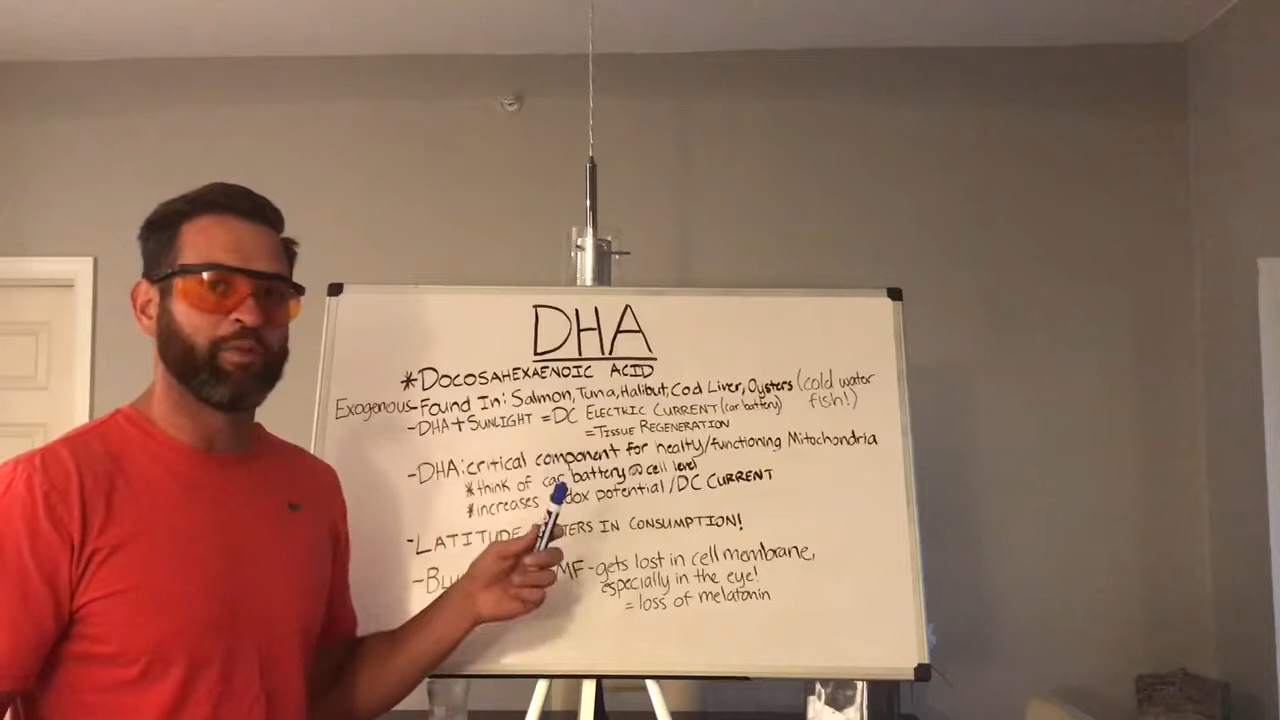 DHA
*DOCOSAHEXAENOIC ACID
Exogenous-Found In: Salmon, Tuna, Halibut, Cod Liver, Oysters (cold water fish!)
-DHA+SUNLIGHT =DC ELECTRIC CURRENT (car battery)
=TISSUE REGENERATION
-DHA: critical component for healty/functioning Mitochondria
*think of car battery @ cell level
*increases dox potential/DC CURRENT
-LATITUDE TERS IN CONSUMPTION!
-BLU MF-gets lost in cell membrane,
especially in the eye!
= loss of melatonin